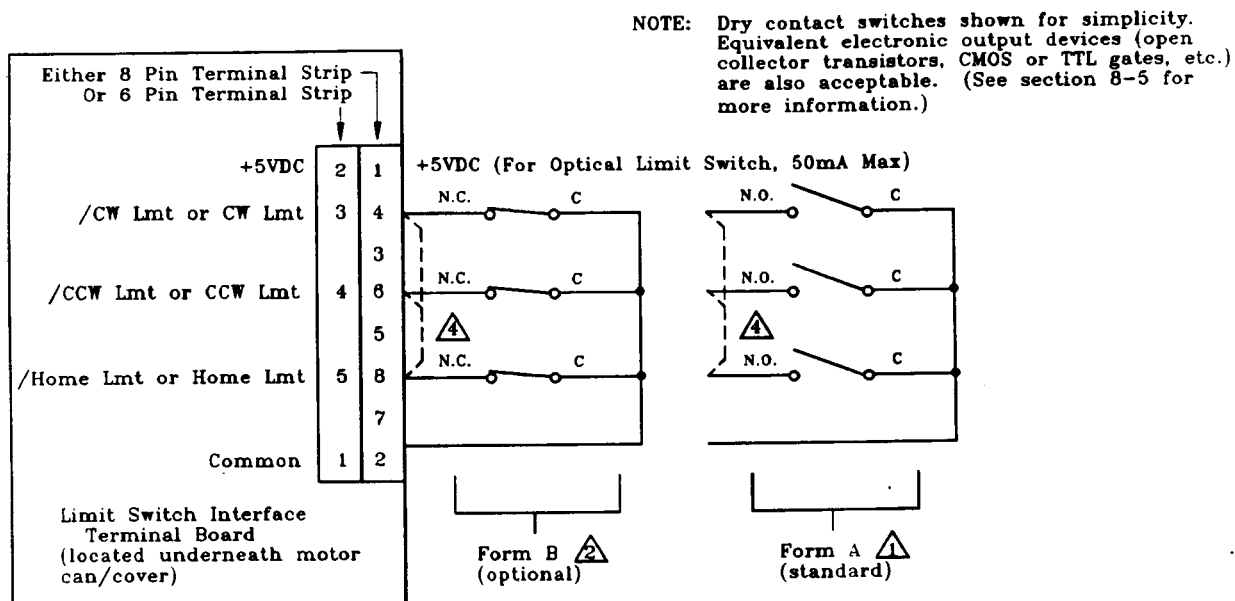 NOTE: Dry contact switches shown for simplicity.
Equivalent electronic output devices (open
collector transistors, CMOS or TTL gates, etc.)
are also acceptable. (See section 8-5 for
more information.)
Either 8 Pin Terminal Strip
Or 6 Pin Terminal Strip
+5VDC 2 1 +5VDC (For Optical Limit Switch, 50mA Max)
/CW Lmt or CW Lmt 3 4 N.C. C N.O. C
3
/CCW Lmt or CCW Lmt 4 6 N.C. C N.O. C
5 4 4
/Home Lmt or Home Lmt 5 8 N.C. C N.O. C
7
Common 1 2
Limit Switch Interface
Terminal Board
(located underneath motor
can/cover)
Form B 2
(optional)
Form A 1
(standard)